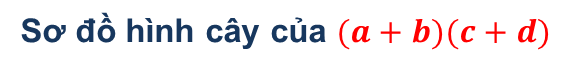 Sơ đồ hình cây của (a + b)(c + d)